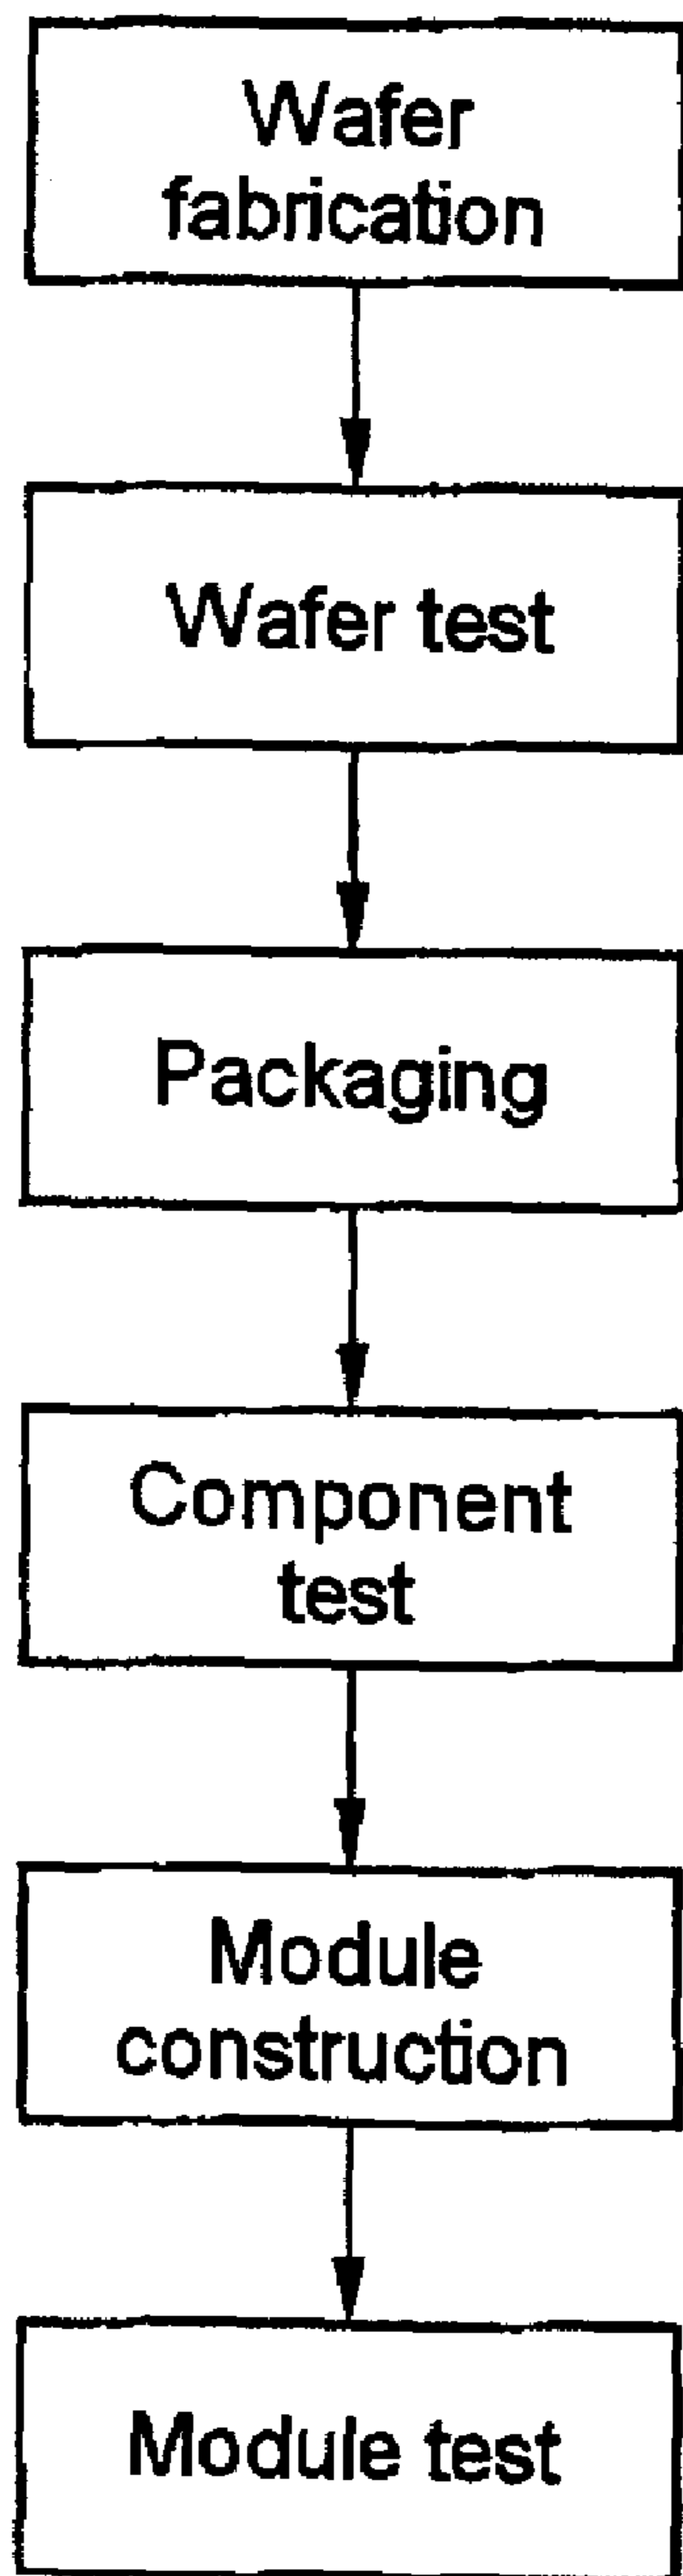 Wafer
fabrication
Wafer test
Packaging
Component
test
Module
construction
Module test